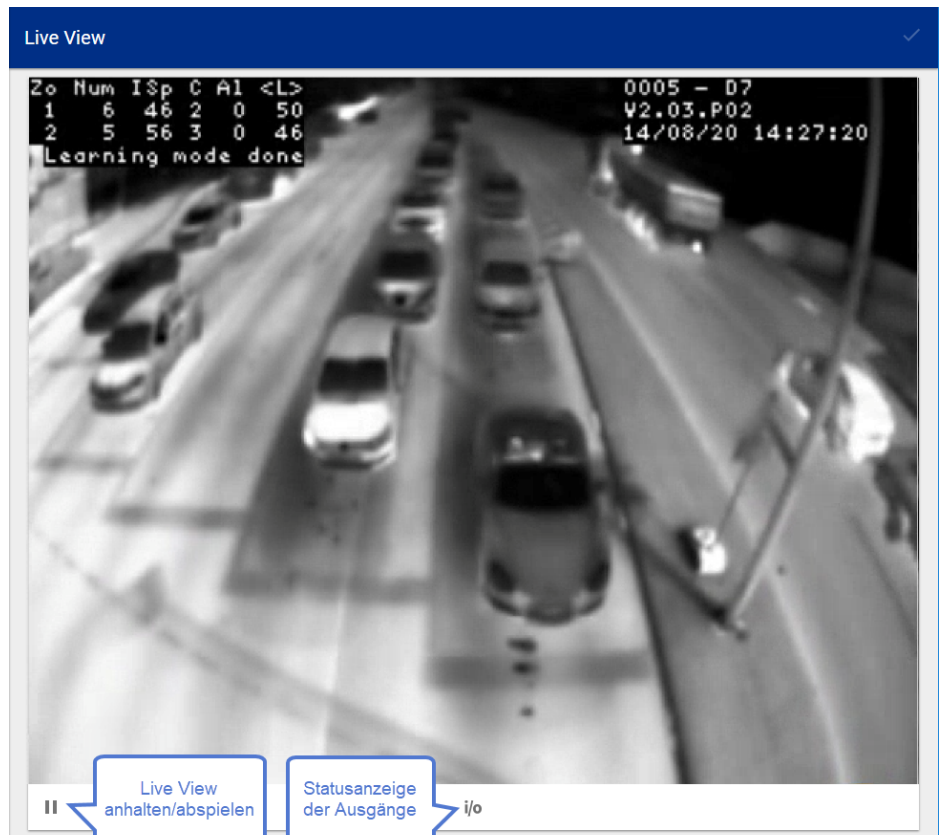 Live View
Zo Num ISp C Al <L>
1 6 46 2 0 50
2 5 56 3 0 46
Learning mode done
0005 - D7
V2.03.P02
14/08/20 14:27:20
Live View
anhalten/abspielen
Statusanzeige
der Ausgänge
i/o